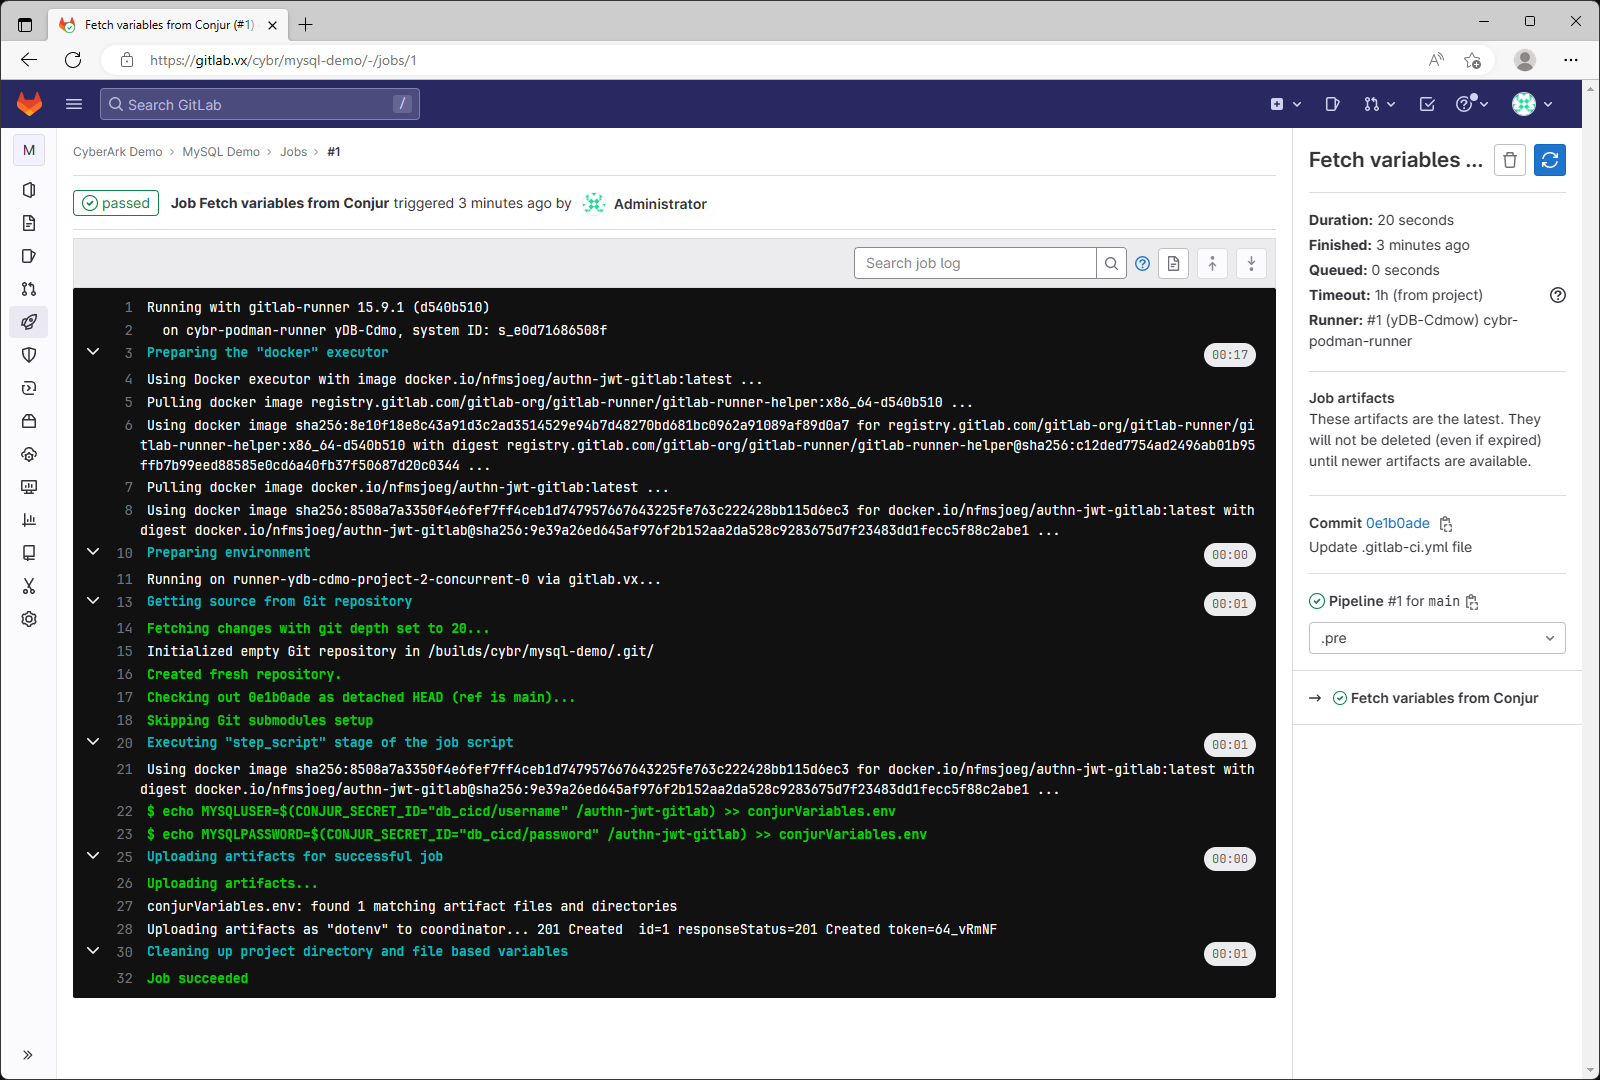 Fetch variables from Conjur (#1)
https://gitlab.vx/cybr/mysql-demo/-/jobs/1
Search GitLab
/
M
CyberArk Demo › MySQL Demo › Jobs › #1
passed Job Fetch variables from Conjur triggered 3 minutes ago by Administrator
Search job log
1 Running with gitlab-runner 15.9.1 (d540b510)
2 on cybr-podman-runner yDB-Cdmo, system ID: s_e0d71686508f
3 Preparing the "docker" executor 00:17
4 Using Docker executor with image docker.io/nfmsjoeg/authn-jwt-gitlab:latest ...
5 Pulling docker image registry.gitlab.com/gitlab-org/gitlab-runner/gitlab-runner-helper:x86_64-d540b510 ...
6 Using docker image sha256:8e10f18e8c43a91d3c2ad3514529e94b7d48270bd681bc0962a91089af89d0a7 for registry.gitlab.com/gitlab-org/gitlab-runner/gi
tlab-runner-helper:x86_64-d540b510 with digest registry.gitlab.com/gitlab-org/gitlab-runner/gitlab-runner-helper@sha256:c12ded7754ad2496ab01b95
ffb7b99eed88585e0cd6a40fb37f50687d20c0344 ...
7 Pulling docker image docker.io/nfmsjoeg/authn-jwt-gitlab:latest ...
8 Using docker image sha256:8508a7a3350f4e6fef7ff4ceb1d747957667643225fe763c222428bb115d6ec3 for docker.io/nfmsjoeg/authn-jwt-gitlab:latest with
digest docker.io/nfmsjoeg/authn-jwt-gitlab@sha256:9e39a26ed645af976f2b152aa2da528c9283675d7f23483dd1fecc5f88c2abe1 ...
10 Preparing environment 00:00
11 Running on runner-ydb-cdmo-project-2-concurrent-0 via gitlab.vx...
13 Getting source from Git repository 00:01
14 Fetching changes with git depth set to 20...
15 Initialized empty Git repository in /builds/cybr/mysql-demo/.git/
16 Created fresh repository.
17 Checking out 0e1b0ade as detached HEAD (ref is main)...
18 Skipping Git submodules setup
20 Executing "step_script" stage of the job script 00:01
21 Using docker image sha256:8508a7a3350f4e6fef7ff4ceb1d747957667643225fe763c222428bb115d6ec3 for docker.io/nfmsjoeg/authn-jwt-gitlab:latest with
digest docker.io/nfmsjoeg/authn-jwt-gitlab@sha256:9e39a26ed645af976f2b152aa2da528c9283675d7f23483dd1fecc5f88c2abe1 ...
22 $ echo MYSQLUSER=$(CONJUR_SECRET_ID="db_cicd/username" /authn-jwt-gitlab) >> conjurVariables.env
23 $ echo MYSQLPASSWORD=$(CONJUR_SECRET_ID="db_cicd/password" /authn-jwt-gitlab) >> conjurVariables.env
25 Uploading artifacts for successful job 00:00
26 Uploading artifacts...
27 conjurVariables.env: found 1 matching artifact files and directories
28 Uploading artifacts as "dotenv" to coordinator... 201 Created  id=1 responseStatus=201 Created token=64_vRmNF
30 Cleaning up project directory and file based variables 00:01
32 Job succeeded
Fetch variables ...
Duration: 20 seconds
Finished: 3 minutes ago
Queued: 0 seconds
Timeout: 1h (from project)
Runner: #1 (yDB-Cdmow) cybr-
podman-runner
Job artifacts
These artifacts are the latest. They
will not be deleted (even if expired)
until newer artifacts are available.
Commit 0e1b0ade
Update .gitlab-ci.yml file
Pipeline #1 for main
.pre
→ Fetch variables from Conjur